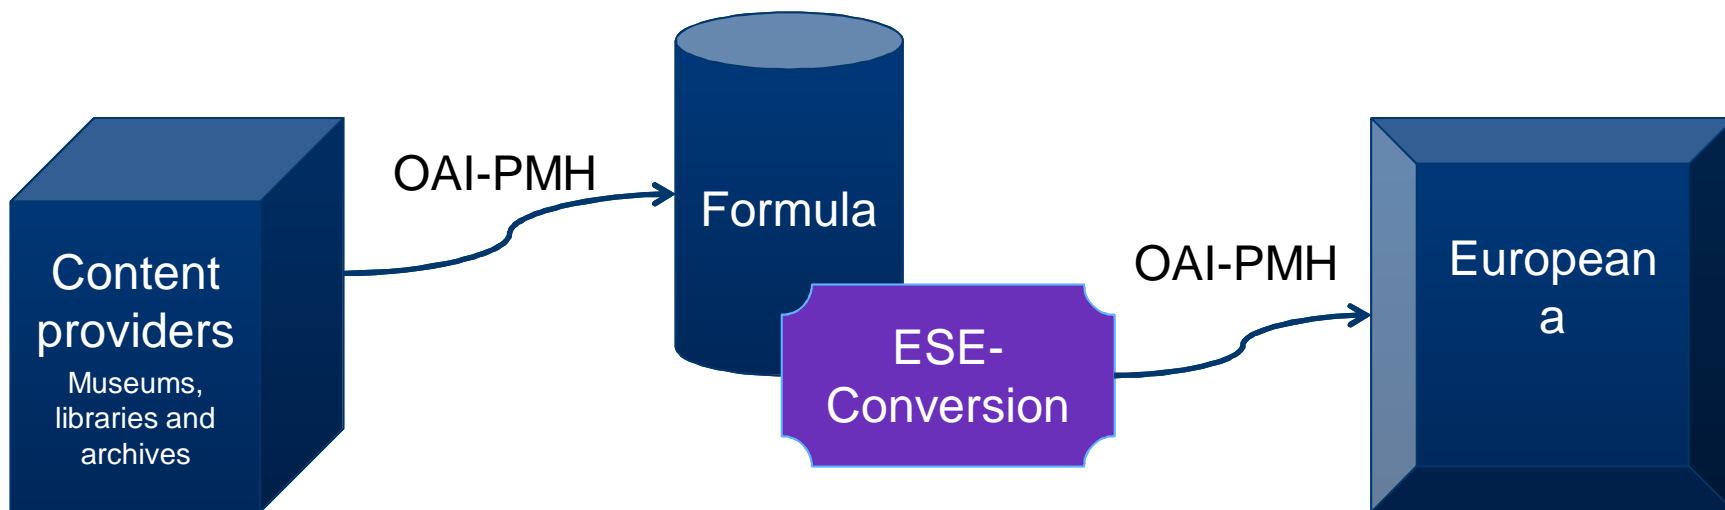 Content
providers
Museums,
libraries and
archives
OAI-PMH
Formula
ESE-
Conversion
OAI-PMH
European
a